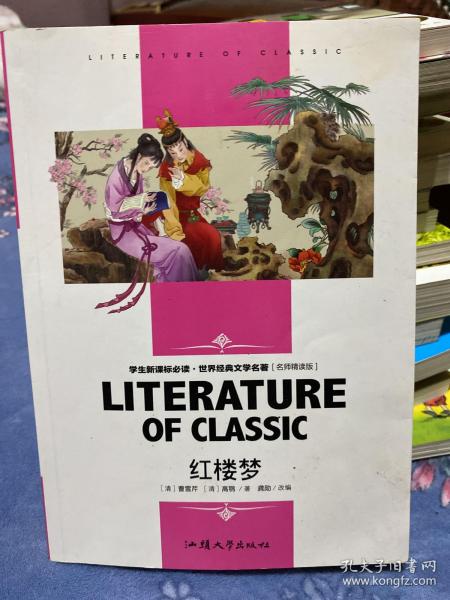 LITERATURE OF CLASSIC
学生新课标必读·世界经典文学名著[名师精读版]
LITERATURE
OF CLASSIC
红楼梦
[清]曹雪芹 [清]高鹗/著 龚勋/改编
汕头大学出版社
孔夫子旧书网
www.kongfz.com